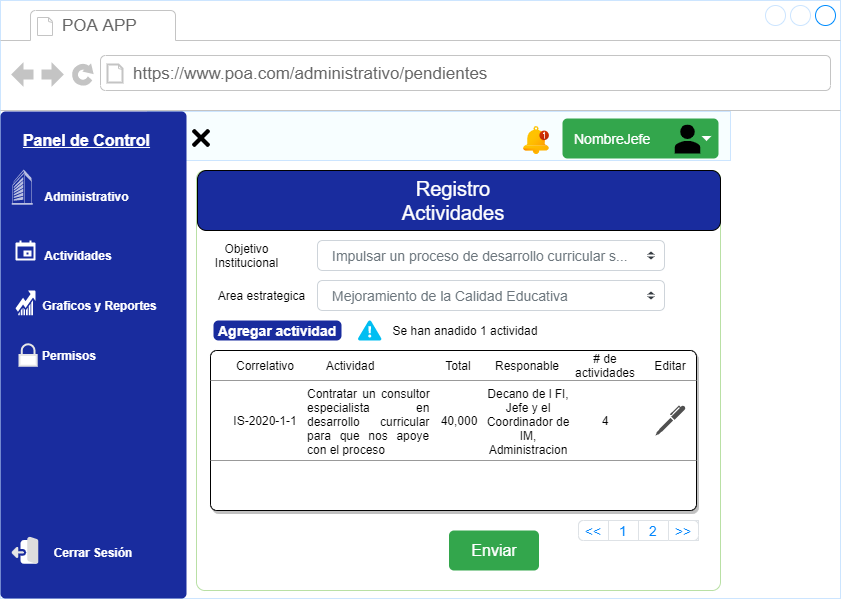 POA APP
https://www.poa.com/administrativo/pendientes
Panel de Control
Administrativo
Actividades
Graficos y Reportes
Permisos
Cerrar Sesión
1
NombreJefe
Registro
Actividades
Objetivo
Institucional
Impulsar un proceso de desarrollo curricular s...
Area estrategica
Mejoramiento de la Calidad Educativa
Agregar actividad
Se han anadido 1 actividad
Correlativo
Actividad
Total
Responable
# de
actividades
Editar
IS-2020-1-1
Contratar un consultor
especialista en
desarrollo curricular
para que nos apoye
con el proceso
40,000
Decano de l FI,
Jefe y el
Coordinador de
IM,
Administracion
4
<< 1 2 >>
Enviar